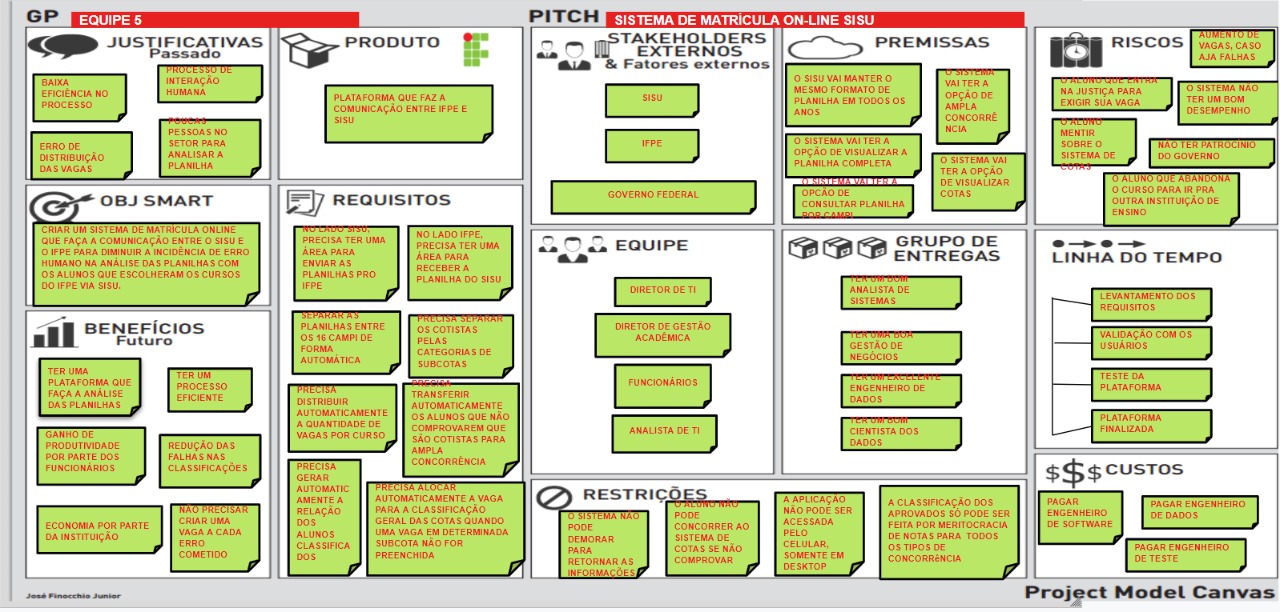 GP
EQUIPE 5
PITCH
SISTEMA DE MATRÍCULA ON-LINE SISU
JUSTIFICATIVAS
Passado
BAIXA
EFICIÊNCIA NO
PROCESSO
PROCESSO DE
INTERAÇÃO
HUMANA
ERRO DE
DISTRIBUIÇÃO
DAS VAGAS
POUCAS
PESSOAS NO
SETOR PARA
ANALISAR A
PLANILHA
PRODUTO
PLATAFORMA QUE FAZ A
COMUNICAÇÃO ENTRE IFPE E
SISU
STAKEHOLDERS
EXTERNOS
& Fatores externos
SISU
IFPE
GOVERNO FEDERAL
PREMISSAS
O SISU VAI MANTER O
MESMO FORMATO DE
PLANILHA EM TODOS OS
ANOS
O SISTEMA
VAI TER A
OPÇÃO DE
AMPLA
CONCORRÊ
NCIA
O SISTEMA VAI TER A
OPÇÃO DE VISUALIZAR A
PLANILHA COMPLETA
O SISTEMA VAI
TER A OPÇÃO
DE VISUALIZAR
COTAS
O SISTEMA VAI TER A
OPÇÃO DE
CONSULTAR PLANILHA
POR CAMPI
RISCOS
AUMENTO DE
VAGAS, CASO
AJA FALHAS
O ALUNO QUE ENTRA
NA JUSTIÇA PARA
EXIGIR SUA VAGA
O SISTEMA NÃO
TER UM BOM
DESEMPENHO
O ALUNO
MENTIR
SOBRE O
SISTEMA DE
COTAS
NÃO TER PATROCÍNIO
DO GOVERNO
O ALUNO QUE ABANDONA
O CURSO PARA IR PRA
OUTRA INSTITUIÇÃO DE
ENSINO
OBJ SMART
CRIAR UM SISTEMA DE MATRÍCULA ONLINE
QUE FAÇA A COMUNICAÇÃO ENTRE O SISU E
O IFPE PARA DIMINUIR A INCIDÊNCIA DE ERRO
HUMANO NA ANÁLISE DAS PLANILHAS COM
OS ALUNOS QUE ESCOLHERAM OS CURSOS
DO IFPE VIA SISU.
REQUISITOS
NO LADO SISU,
PRECISA TER UMA
ÁREA PARA
ENVIAR AS
PLANILHAS PRO
IFPE
NO LADO IFPE,
PRECISA TER UMA
ÁREA PARA
RECEBER A
PLANILHA DO SISU
SEPARAR AS
PLANILHAS ENTRE
OS 16 CAMPI DE
FORMA
AUTOMÁTICA
PRECISA SEPARAR
OS COTISTAS
PELAS
CATEGORIAS DE
SUBCOTAS
PRECISA
DISTRIBUIR
AUTOMATICAMENTE
A QUANTIDADE DE
VAGAS POR CURSO
PRECISA
TRANSFERIR
AUTOMATICAMENTE
OS ALUNOS QUE NÃO
COMPROVAREM QUE
SÃO COTISTAS PARA
AMPLA
CONCORRÊNCIA
PRECISA
GERAR
AUTOMATIC
AMENTE A
RELAÇÃO
DOS
ALUNOS
CLASSIFICA
DOS
PRECISA ALOCAR
AUTOMATICAMENTE A VAGA
PARA A CLASSIFICAÇÃO
GERAL DAS COTAS QUANDO
UMA VAGA EM DETERMINADA
SUBCOTA NÃO FOR
PREENCHIDA
EQUIPE
DIRETOR DE TI
DIRETOR DE GESTÃO
ACADÊMICA
FUNCIONÁRIOS
ANALISTA DE TI
GRUPO DE
ENTREGAS
TER UM BOM
ANALISTA DE
SISTEMAS
TER UMA BOA
GESTÃO DE
NEGÓCIOS
TER UM EXCELENTE
ENGENHEIRO DE
DADOS
TER UM BOM
CIENTISTA DOS
DADOS
LINHA DO TEMPO
LEVANTAMENTO DOS
REQUISITOS
VALIDAÇÃO COM OS
USUÁRIOS
TESTE DA
PLATAFORMA
PLATAFORMA
FINALIZADA
BENEFÍCIOS
Futuro
TER UMA
PLATAFORMA QUE
FAÇA A ANÁLISE
DAS PLANILHAS
TER UM
PROCESSO
EFICIENTE
GANHO DE
PRODUTIVIDADE
POR PARTE DOS
FUNCIONÁRIOS
REDUÇÃO DAS
FALHAS NAS
CLASSIFICAÇÕES
ECONOMIA POR PARTE
DA INSTITUIÇÃO
NÃO PRECISAR
CRIAR UMA
VAGA A CADA
ERRO
COMETIDO
RESTRIÇÕES
O SISTEMA NÃO
PODE
DEMORAR
PARA
RETORNAR AS
INFORMAÇÕES
O ALUNO NÃO
PODE
CONCORRER AO
SISTEMA DE
COTAS SE NÃO
COMPROVAR
A APLICAÇÃO
NÃO PODE SER
ACESSADA
PELO
CELULAR,
SOMENTE EM
DESKTOP
A CLASSIFICAÇÃO DOS
APROVADOS SÓ PODE SER
FEITA POR MERITOCRACIA
DE NOTAS PARA TODOS
OS TIPOS DE
CONCORRêNCIA
$$$ CUSTOS
PAGAR
ENGENHEIRO
DE SOFTWARE
PAGAR ENGENHEIRO
DE DADOS
PAGAR ENGENHEIRO
DE TESTE
José Finocchio Junior
Project Model Canvas